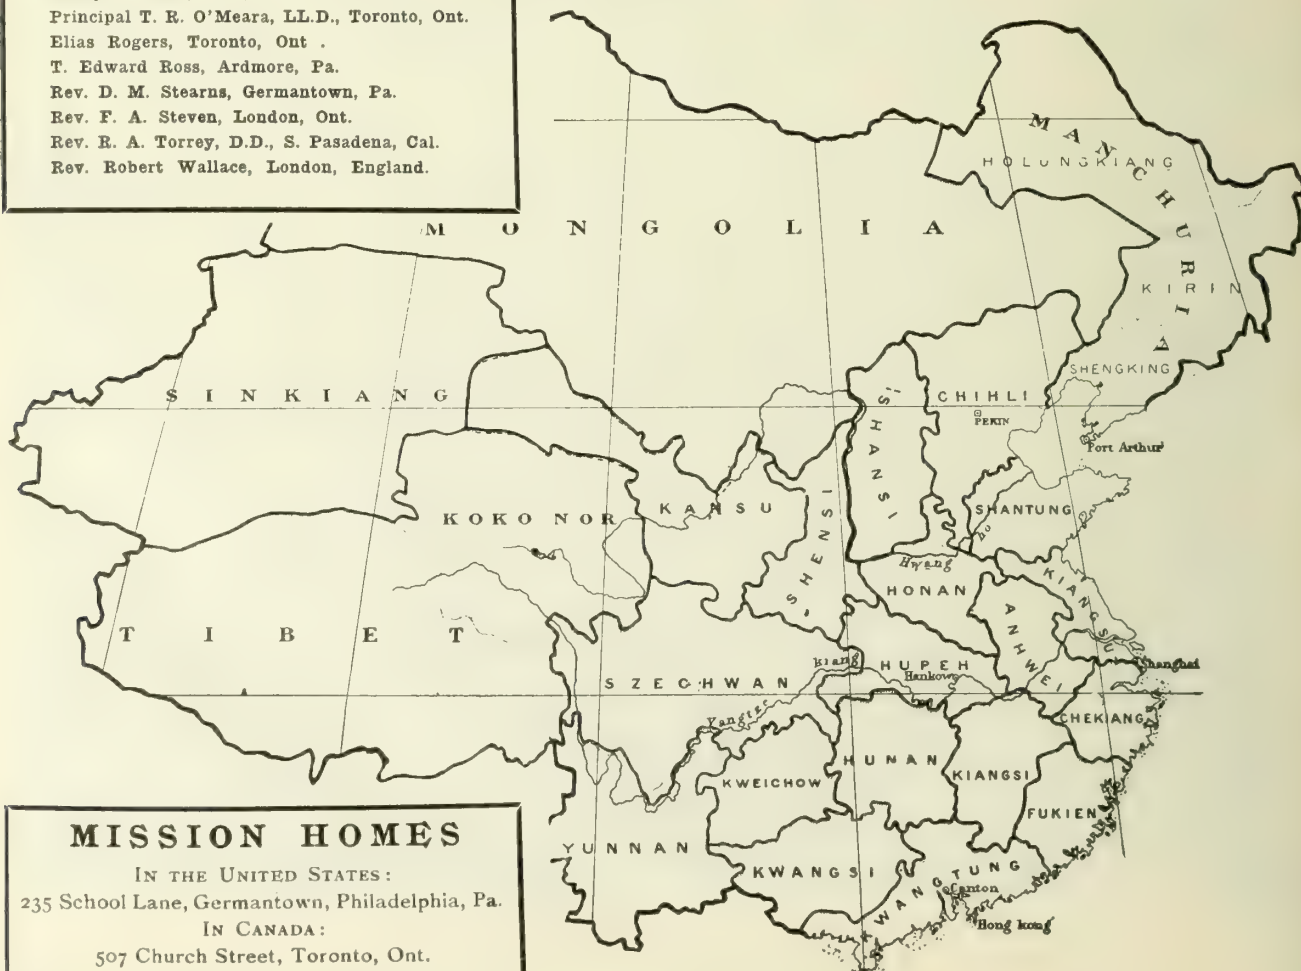 Principal T. R. O'Meara, LL.D., Toronto, Ont.
Elias Rogers, Toronto, Ont .
T. Edward Ross, Ardmore, Pa.
Rev. D. M. Stearns, Germantown, Pa.
Rev. F. A. Steven, London, Ont.
Rev. R. A. Torrey, D.D., S. Pasadena, Cal.
Rev. Robert Wallace, London, England.
MANCHURIA
HOLUNGKIANG
MONGOLIA
KIRIN
SHENGKING
SINKIANG
CHIHLI
PEKIN
SHANSI
Port Arthur
KOKO NOR
KANSU
SHENSI
SHANTUNG
Hwang
ho
HONAN
KIANGSU
ANHWEI
TIBET
Kiang
HUPEH
Hankow
Shanghai
SZECHWAN
Yangtze
CHEKIANG
HUNAN
KIANGSI
KWEICHOW
FUKIEN
YUNNAN
KWANGSI
KWANGTUNG
Canton
Hong kong
MISSION HOMES
IN THE UNITED STATES:
235 School Lane, Germantown, Philadelphia, Pa.
IN CANADA:
507 Church Street, Toronto, Ont.